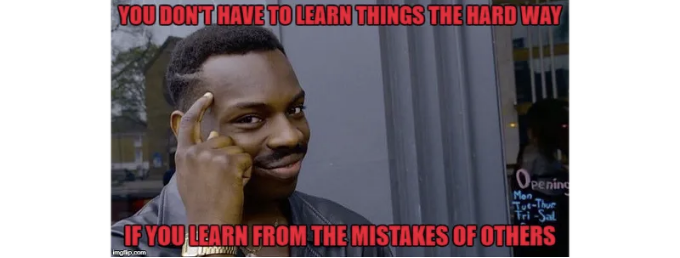 YOU DON'T HAVE TO LEARN THINGS THE HARD WAY
Opening
Mon
Tue-Thur
Fri -Sat
IF YOU LEARN FROM THE MISTAKES OF OTHERS
imgflip.com